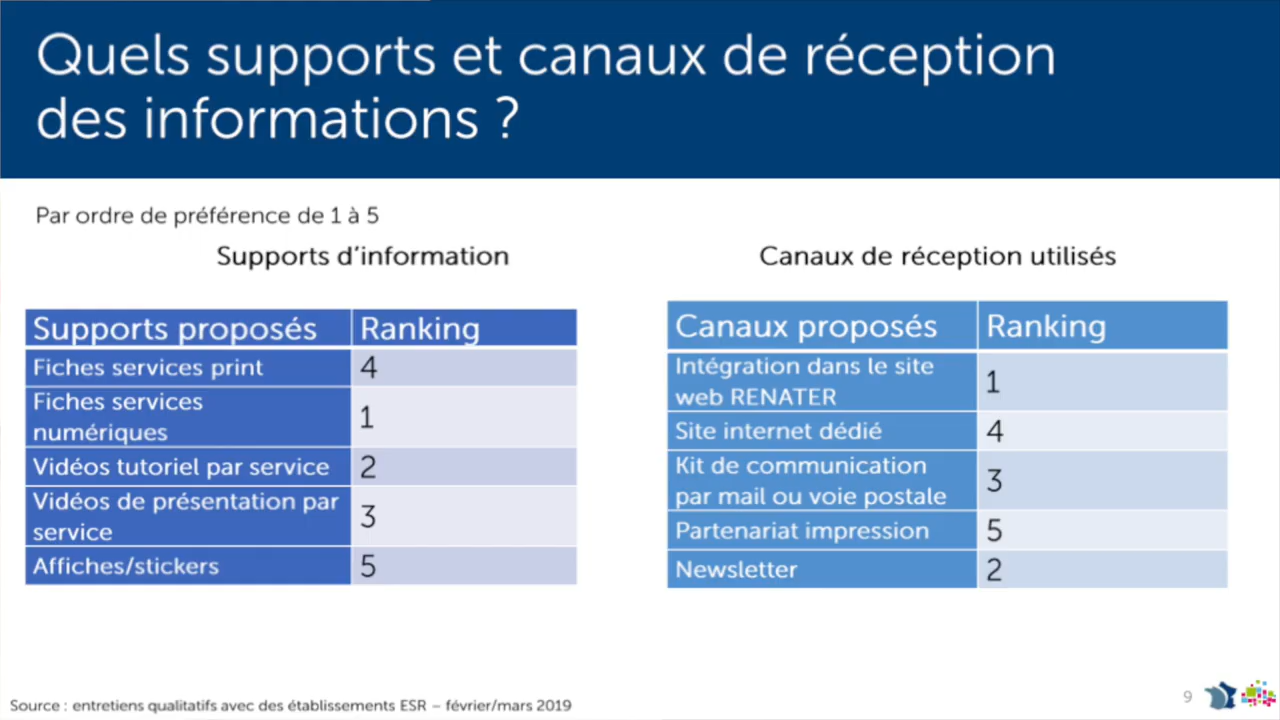 Quels supports et canaux de réception
des informations ?
Par ordre de préférence de 1 à 5
Supports d'information
Supports proposés Ranking
Fiches services print 4
Fiches services
numériques 1
Vidéos tutoriel par service 2
Vidéos de présentation par
service 3
Affiches/stickers 5
Canaux de réception utilisés
Canaux proposés Ranking
Intégration dans le site
web RENATER 1
Site internet dédié 4
Kit de communication
par mail ou voie postale 3
Partenariat impression 5
Newsletter 2
Source : entretiens qualitatifs avec des établissements ESR – février/mars 2019
9